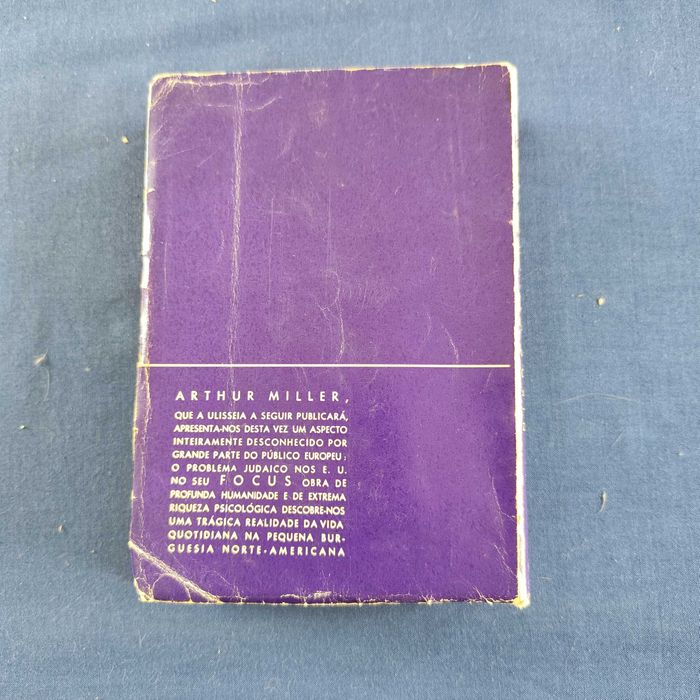 ARTHUR MILLER,
QUE A ULISSEIA A SEGUIR PUBLICARÁ,
APRESENTA-NOS DESTA VEZ UM ASPECTO
INTEIRAMENTE DESCONHECIDO POR
GRANDE PARTE DO PÚBLICO EUROPEU:
O PROBLEMA JUDAICO NOS E. U.
NO SEU FOCUS OBRA DE
PROFUNDA HUMANIDADE E DE EXTREMA
RIQUEZA PSICOLÓGICA DESCOBRE-NOS
UMA TRÁGICA REALIDADE DA VIDA
QUOTIDIANA NA PEQUENA BUR-
GUESIA NORTE-AMERICANA